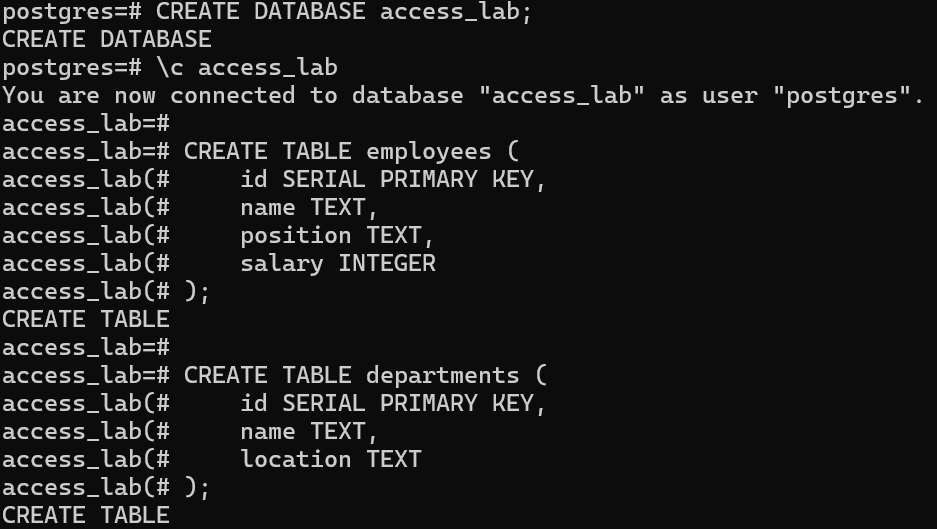 postgres=# CREATE DATABASE access_lab;
CREATE DATABASE
postgres=# \c access_lab
You are now connected to database "access_lab" as user "postgres".
access_lab=#
access_lab=# CREATE TABLE employees (
access_lab(#     id SERIAL PRIMARY KEY,
access_lab(#     name TEXT,
access_lab(#     position TEXT,
access_lab(#     salary INTEGER
access_lab(# );
CREATE TABLE
access_lab=#
access_lab=# CREATE TABLE departments (
access_lab(#     id SERIAL PRIMARY KEY,
access_lab(#     name TEXT,
access_lab(#     location TEXT
access_lab(# );
CREATE TABLE